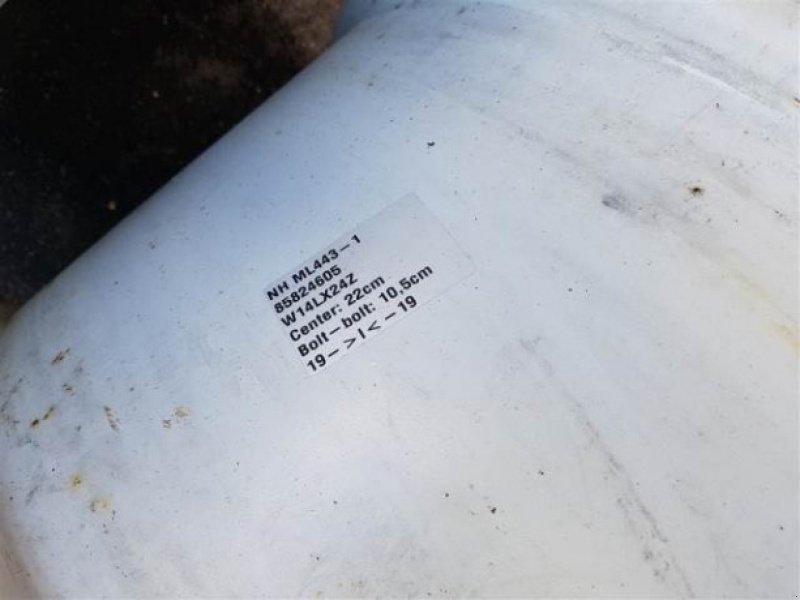 NH ML443-1
85824605
W14LX24Z
Center: 22cm
Bolt-bolt: 10,5cm
19->I<-19